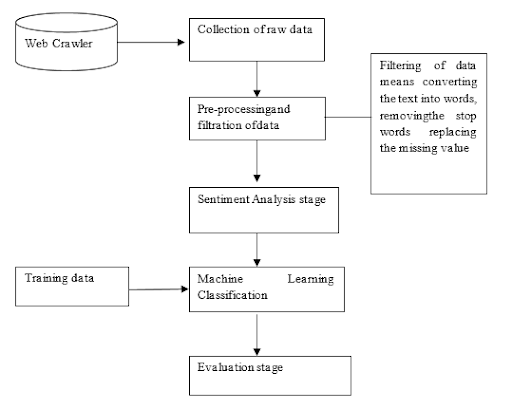 Web Crawler
Collection of raw data
Filtering of data
means converting
the text into words,
removingthe stop
words replacing
the missing value
Pre-processingand
filtration ofdata
Sentiment Analysis stage
Training data
Machine Learning
Classification
Evaluation stage